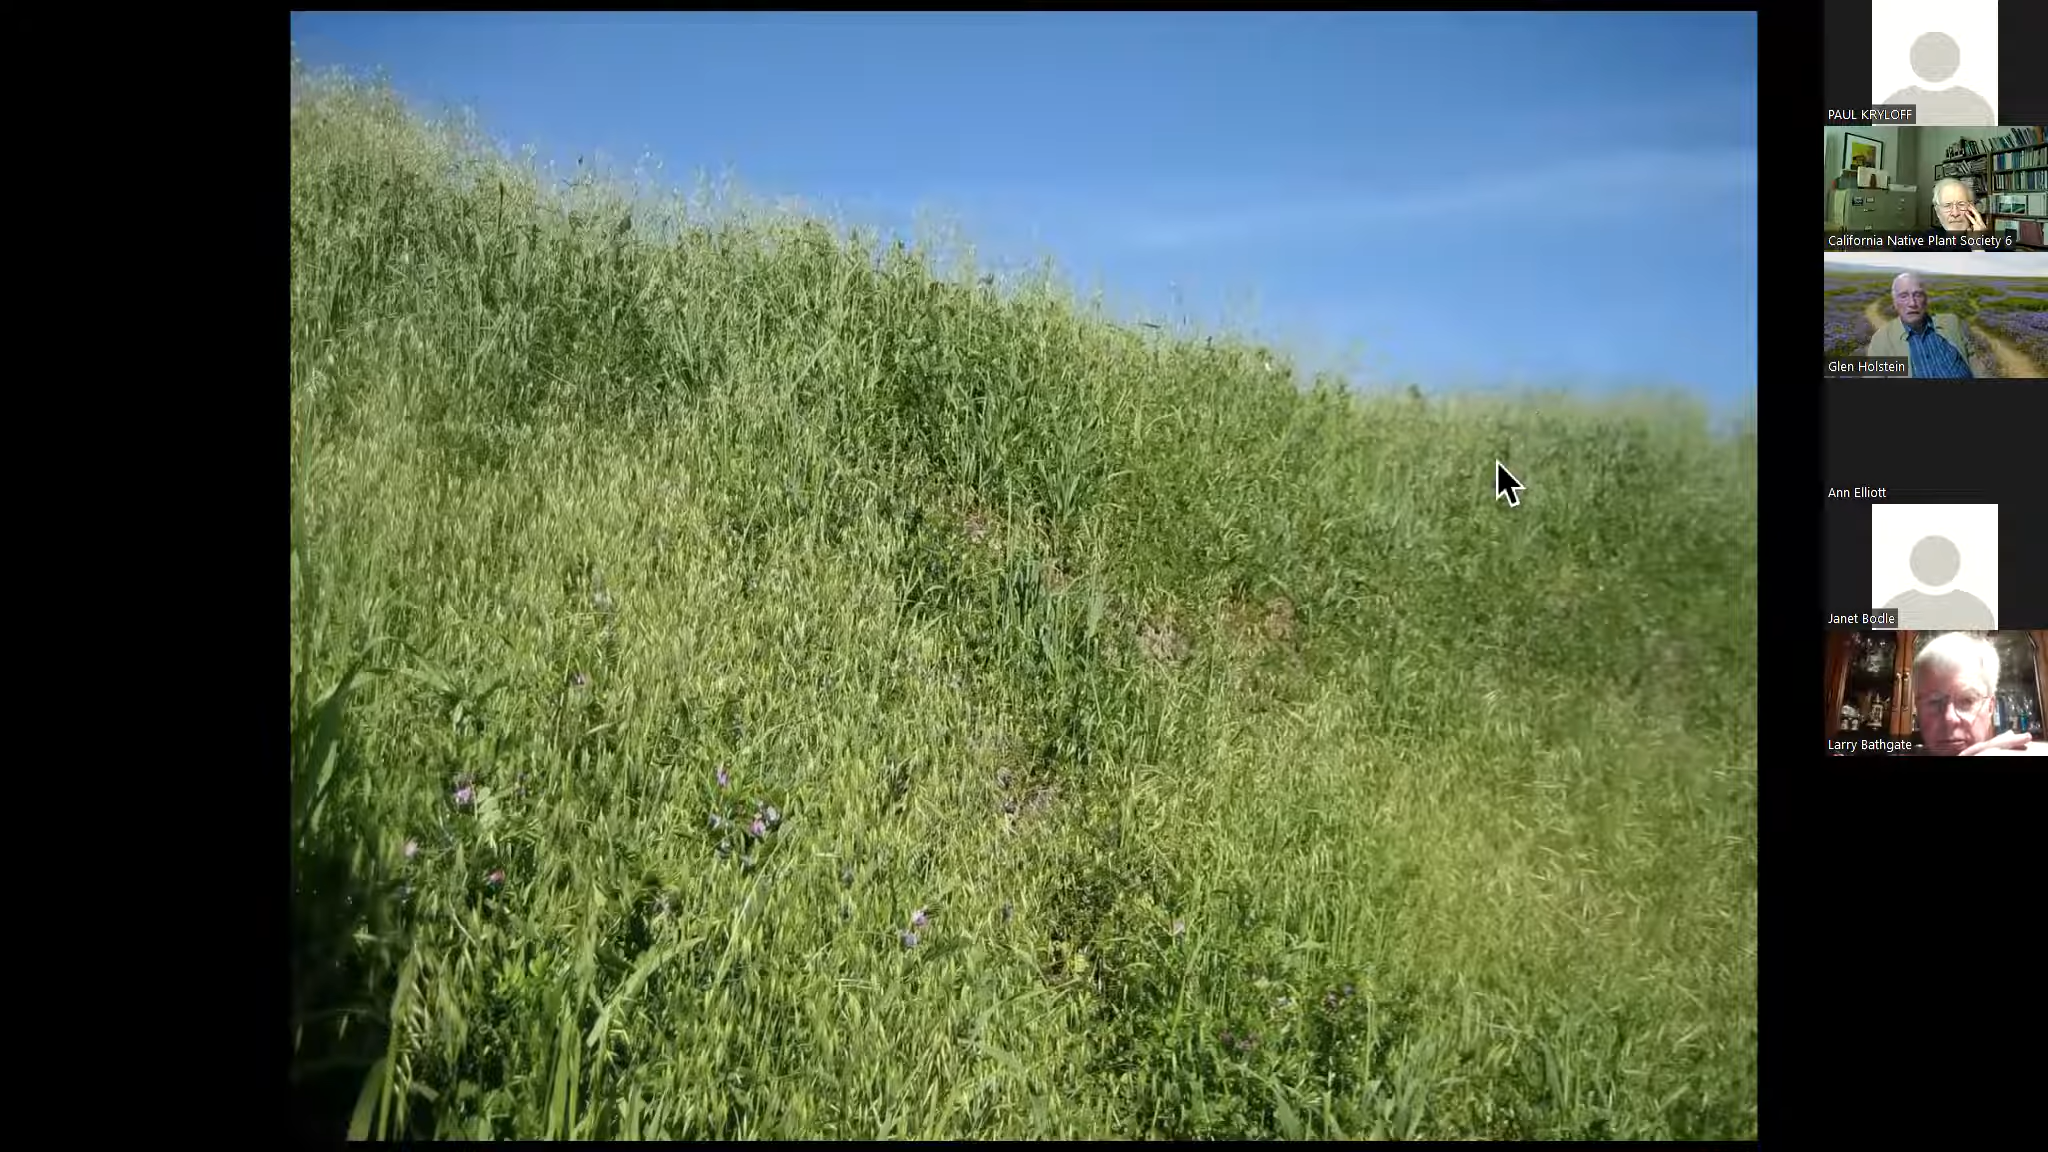 PAUL KRYLOFF
California Native Plant Society 6
Glen Holstein
Ann Elliott
Janet Bodle
Larry Bathgate